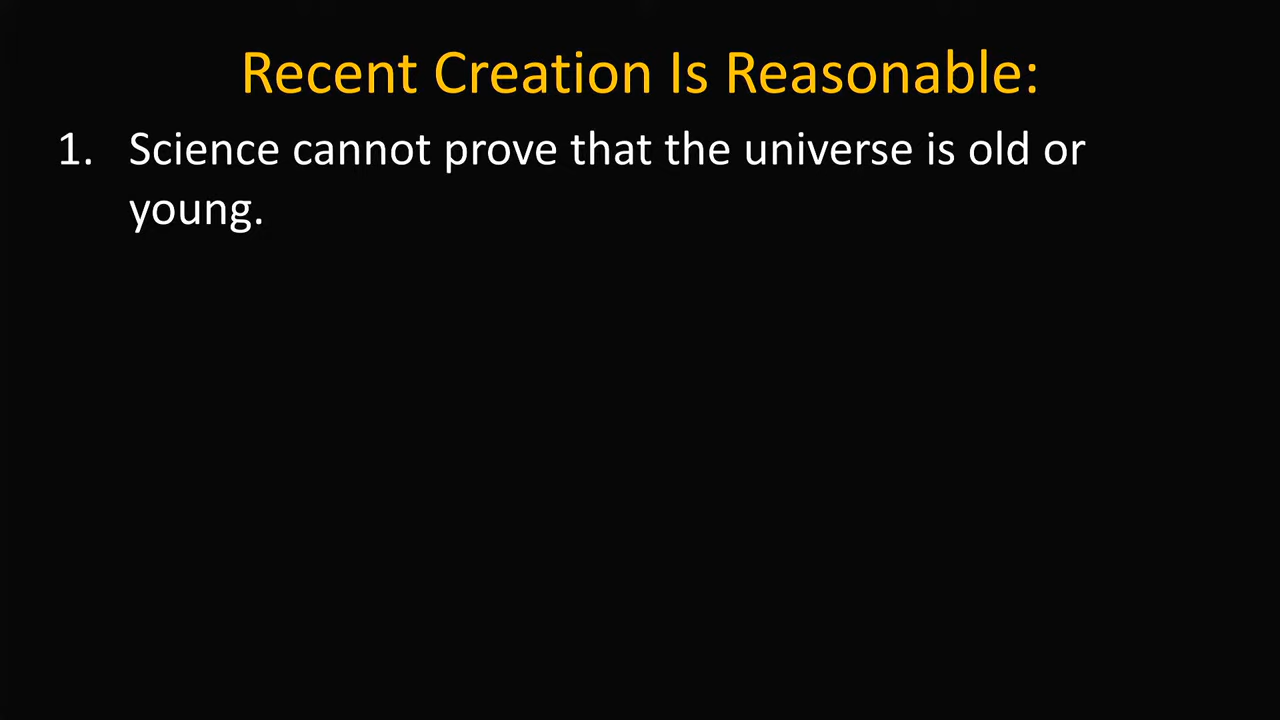 Recent Creation Is Reasonable:
1. Science cannot prove that the universe is old or
young.